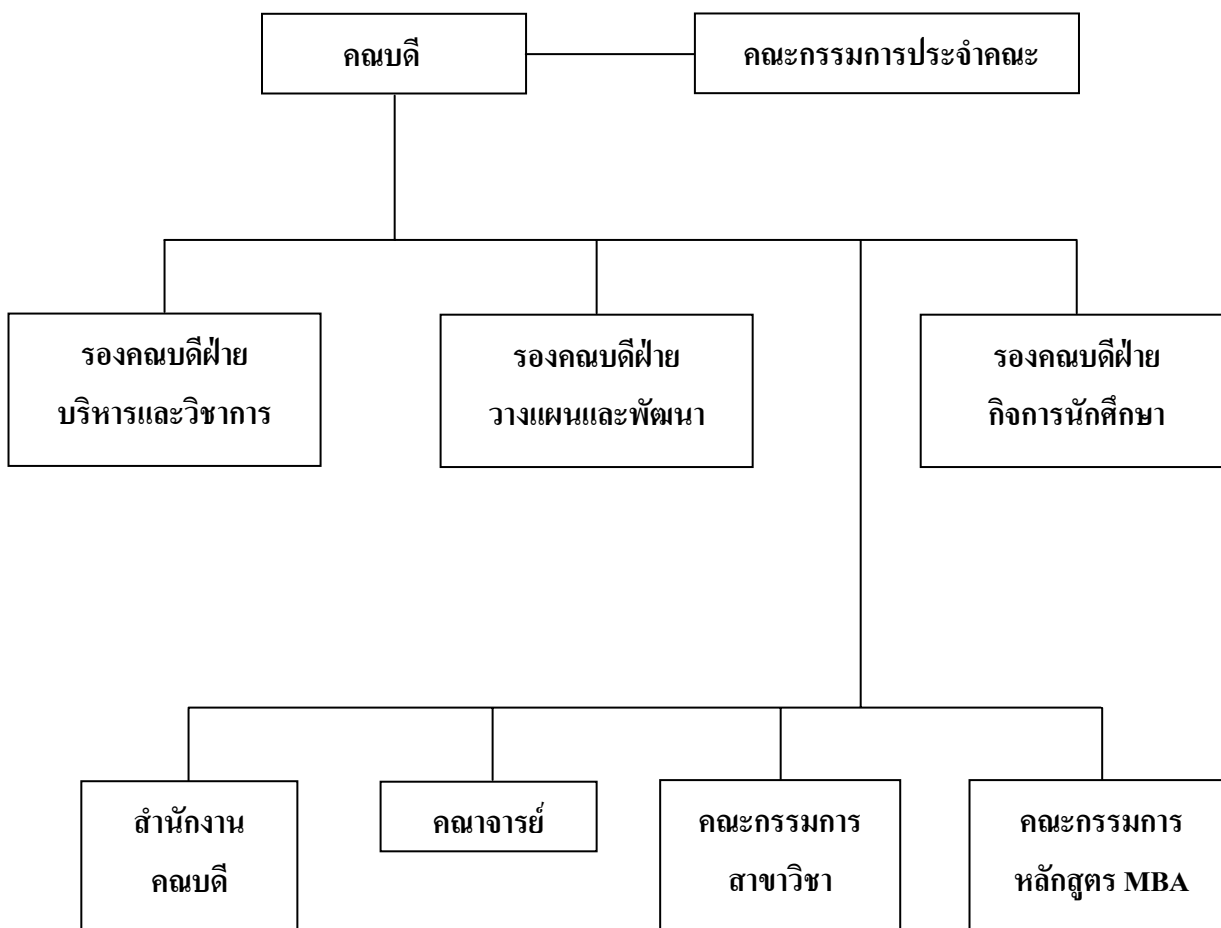 คณบดี
คณะกรรมการประจำคณะ
รองคณบดีฝ่าย
บริหารและวิชาการ
รองคณบดีฝ่าย
วางแผนและพัฒนา
รองคณบดีฝ่าย
กิจการนักศึกษา
สำนักงาน
คณบดี
คณาจารย์
คณะกรรมการ
สาขาวิชา
คณะกรรมการ
หลักสูตร MBA